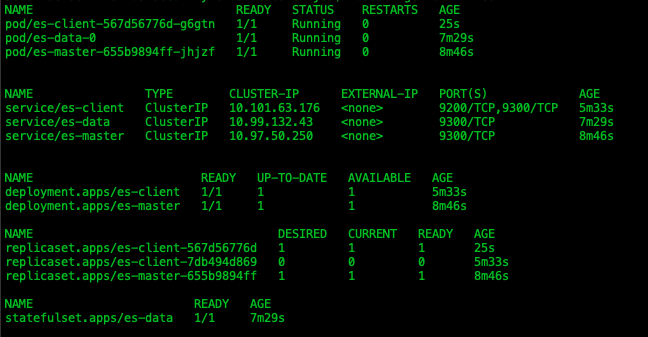 NAME READY STATUS RESTARTS AGE
pod/es-client-567d56776d-g6gtn 1/1 Running 0 25s
pod/es-data-0 1/1 Running 0 7m29s
pod/es-master-655b9894ff-jhjzf 1/1 Running 0 8m46s
NAME TYPE CLUSTER-IP EXTERNAL-IP PORT(S) AGE
service/es-client ClusterIP 10.101.63.176 <none> 9200/TCP,9300/TCP 5m33s
service/es-data ClusterIP 10.99.132.43 <none> 9300/TCP 7m29s
service/es-master ClusterIP 10.97.50.250 <none> 9300/TCP 8m46s
NAME READY UP-TO-DATE AVAILABLE AGE
deployment.apps/es-client 1/1 1 1 5m33s
deployment.apps/es-master 1/1 1 1 8m46s
NAME DESIRED CURRENT READY AGE
replicaset.apps/es-client-567d56776d 1 1 1 25s
replicaset.apps/es-client-7db494d869 0 0 0 5m33s
replicaset.apps/es-master-655b9894ff 1 1 1 8m46s
NAME READY AGE
statefulset.apps/es-data 1/1 7m29s